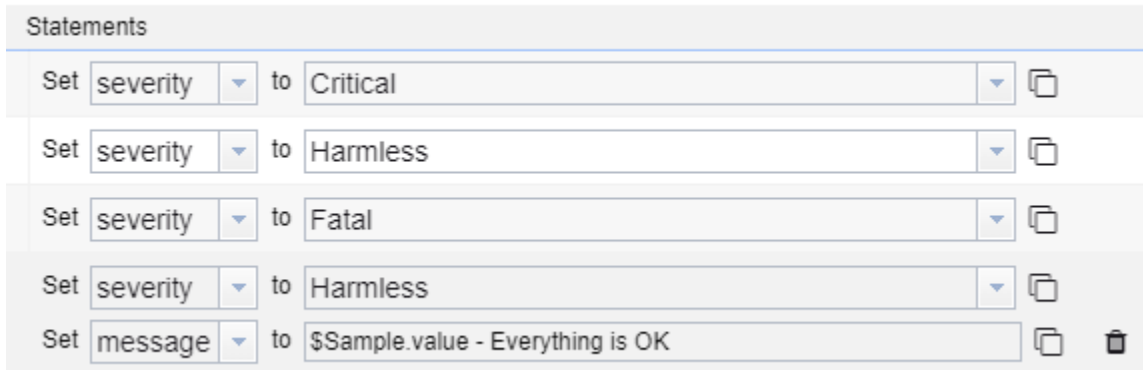 Statements
Set severity to Critical
Set severity to Harmless
Set severity to Fatal
Set severity to Harmless
Set message to $Sample.value - Everything is OK